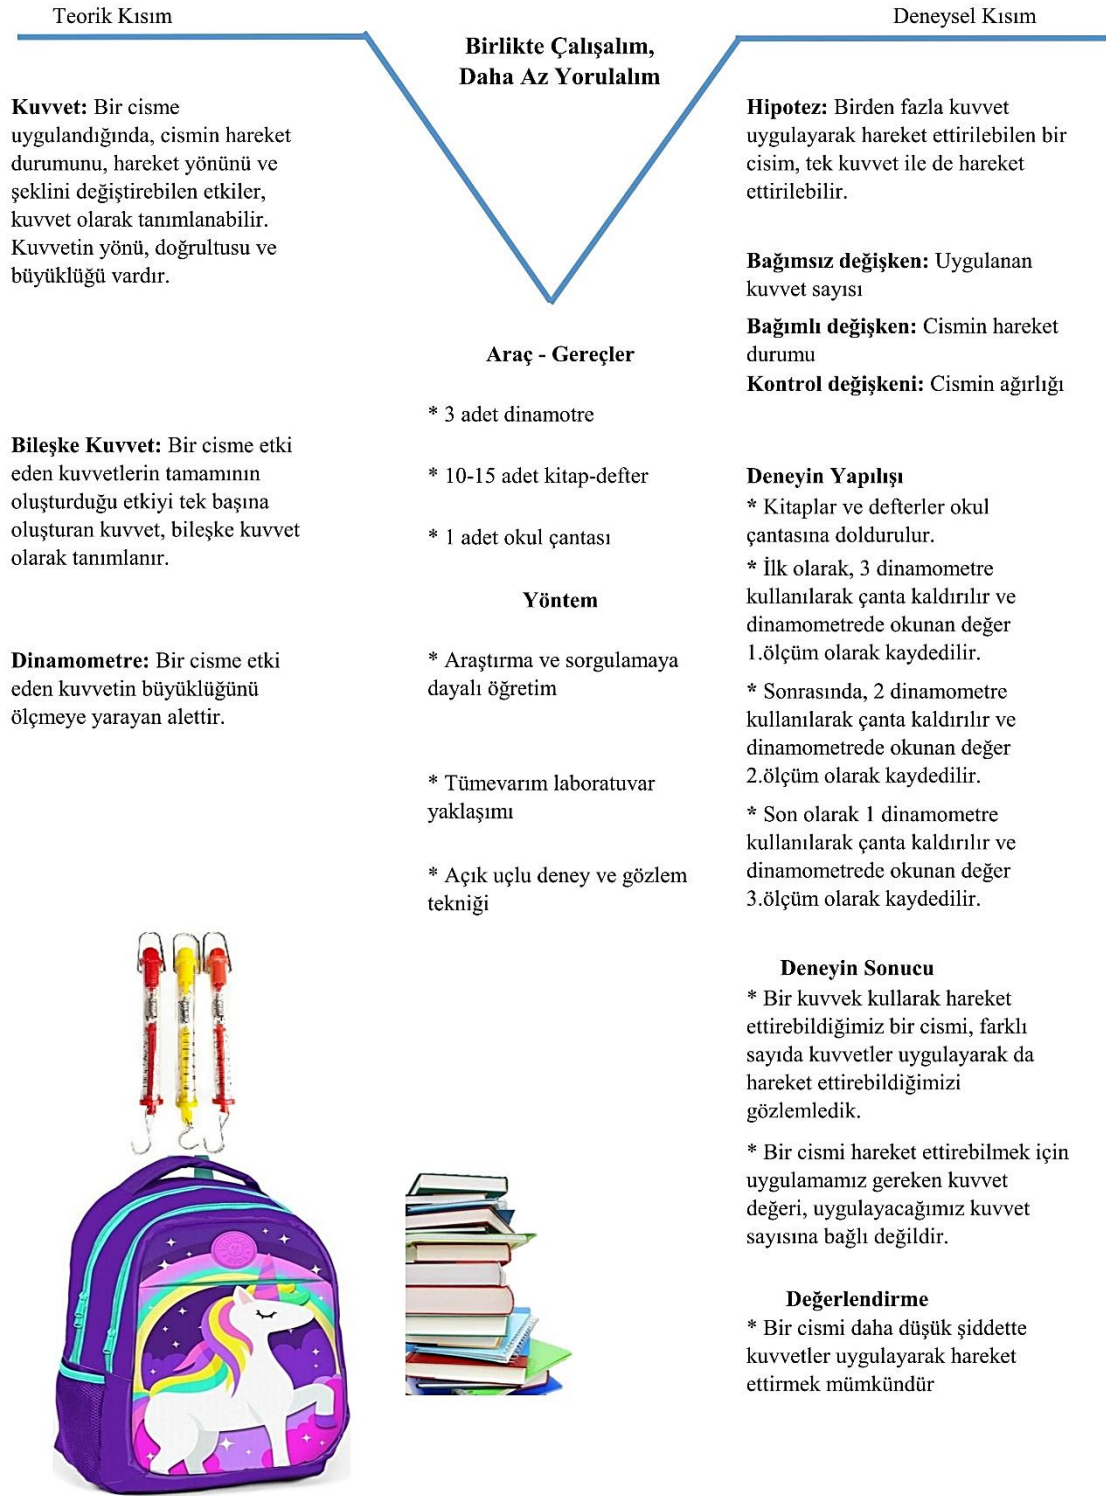 Teorik Kısım
Deneysel Kısım
Birlikte Çalışalım,
Daha Az Yorulalım
Kuvvet: Bir cisme
uygulandığında, cismin hareket
durumunu, hareket yönünü ve
şeklini değiştirebilen etkiler,
kuvvet olarak tanımlanabilir.
Kuvvetin yönü, doğrultusu ve
büyüklüğü vardır.
Bileşke Kuvvet: Bir cisme etki
eden kuvvetlerin tamamının
oluşturduğu etkiyi tek başına
oluşturan kuvvet, bileşke kuvvet
olarak tanımlanır.
Dinamometre: Bir cisme etki
eden kuvvetin büyüklüğünü
ölçmeye yarayan alettir.
Araç - Gereçler
* 3 adet dinamotre
* 10-15 adet kitap-defter
* 1 adet okul çantası
Yöntem
* Araştırma ve sorgulamaya
dayalı öğretim
* Tümevarım laboratuvar
yaklaşımı
* Açık uçlu deney ve gözlem
tekniği
Hipotez: Birden fazla kuvvet
uygulayarak hareket ettirilebilen bir
cisim, tek kuvvet ile de hareket
ettirilebilir.
Bağımsız değişken: Uygulanan
kuvvet sayısı
Bağımlı değişken: Cismin hareket
durumu
Kontrol değişkeni: Cismin ağırlığı
Deneyin Yapılışı
* Kitaplar ve defterler okul
çantasına doldurulur.
* İlk olarak, 3 dinamometre
kullanılarak çanta kaldırılır ve
dinamometrede okunan değer
1.ölçüm olarak kaydedilir.
* Sonrasında, 2 dinamometre
kullanılarak çanta kaldırılır ve
dinamometrede okunan değer
2.ölçüm olarak kaydedilir.
* Son olarak 1 dinamometre
kullanılarak çanta kaldırılır ve
dinamometrede okunan değer
3.ölçüm olarak kaydedilir.
Deneyin Sonucu
* Bir kuvvek kullarak hareket
ettirebildiğimiz bir cismi, farklı
sayıda kuvvetler uygulayarak da
hareket ettirebildiğimizi
gözlemledik.
* Bir cismi hareket ettirebilmek için
uygulamamız gereken kuvvet
değeri, uygulayacağımız kuvvet
sayısına bağlı değildir.
Değerlendirme
* Bir cismi daha düşük şiddette
kuvvetler uygulayarak hareket
ettirmek mümkündür